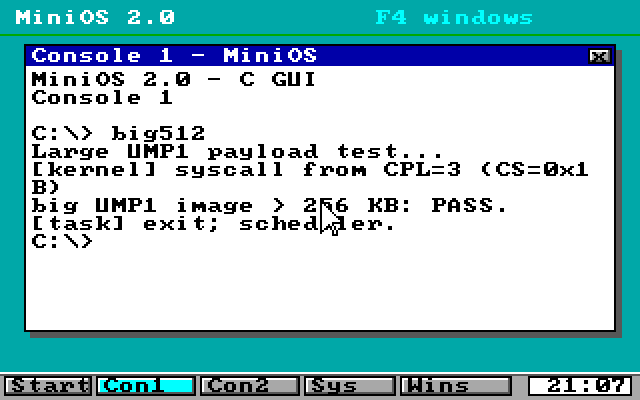 MiniOS 2.0 F4 windows
Console 1 - MiniOS
MiniOS 2.0 - C GUI
Console 1
C:\> big512
Large UMP1 payload test...
[kernel] syscall from CPL=3 (CS=0x1
B)
big UMP1 image > 256 KB: PASS.
[task] exit; scheduler.
C:\>
Start Con1 Con2 Sys Wins 21:07